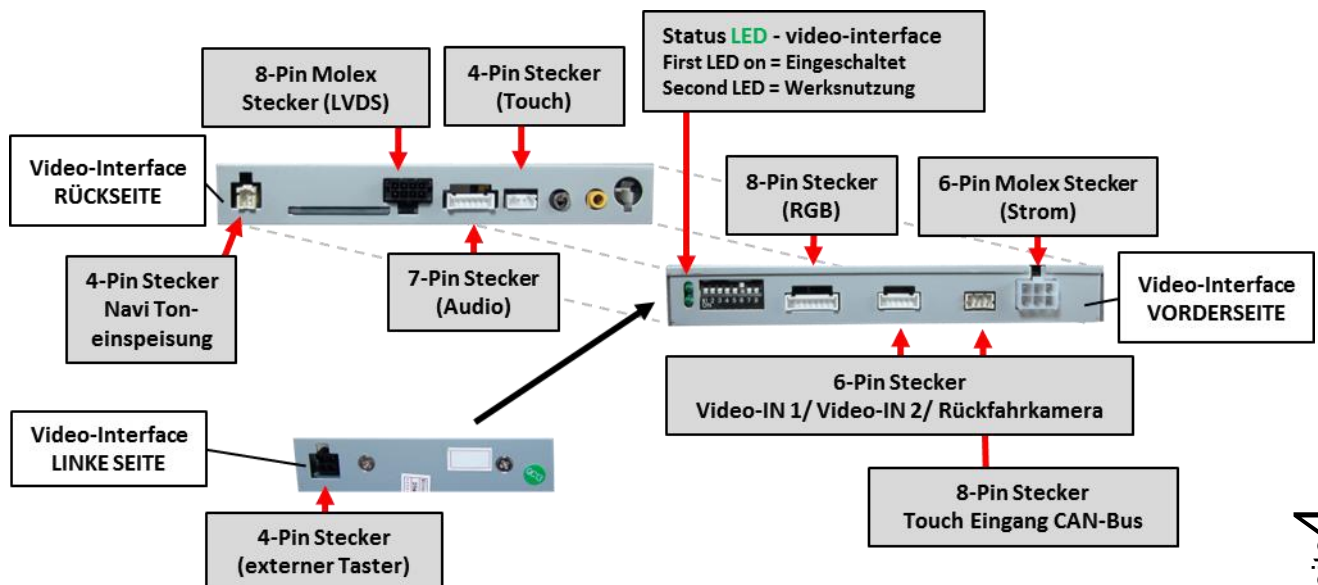 Status LED - video-interface
First LED on = Eingeschaltet
Second LED = Werksnutzung
8-Pin Molex
Stecker (LVDS)
4-Pin Stecker
(Touch)
Video-Interface
RÜCKSEITE
8-Pin Stecker
(RGB)
6-Pin Molex Stecker
(Strom)
4-Pin Stecker
Navi Ton-
einspeisung
7-Pin Stecker
(Audio)
Video-Interface
VORDERSEITE
6-Pin Stecker
Video-IN 1/ Video-IN 2/ Rückfahrkamera
Video-Interface
LINKE SEITE
8-Pin Stecker
Touch Eingang CAN-Bus
4-Pin Stecker
(externer Taster)